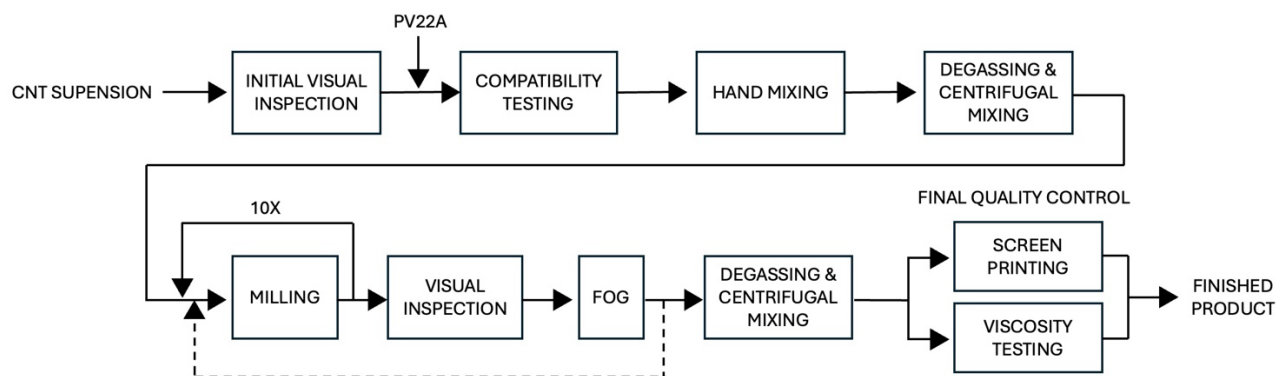 PV22A
CNT SUPENSION
INITIAL VISUAL
INSPECTION
COMPATIBILITY
TESTING
HAND MIXING
DEGASSING &
CENTRIFUGAL
MIXING
10X
MILLING
VISUAL
INSPECTION
FOG
DEGASSING &
CENTRIFUGAL
MIXING
FINAL QUALITY CONTROL
SCREEN
PRINTING
VISCOSITY
TESTING
FINISHED
PRODUCT